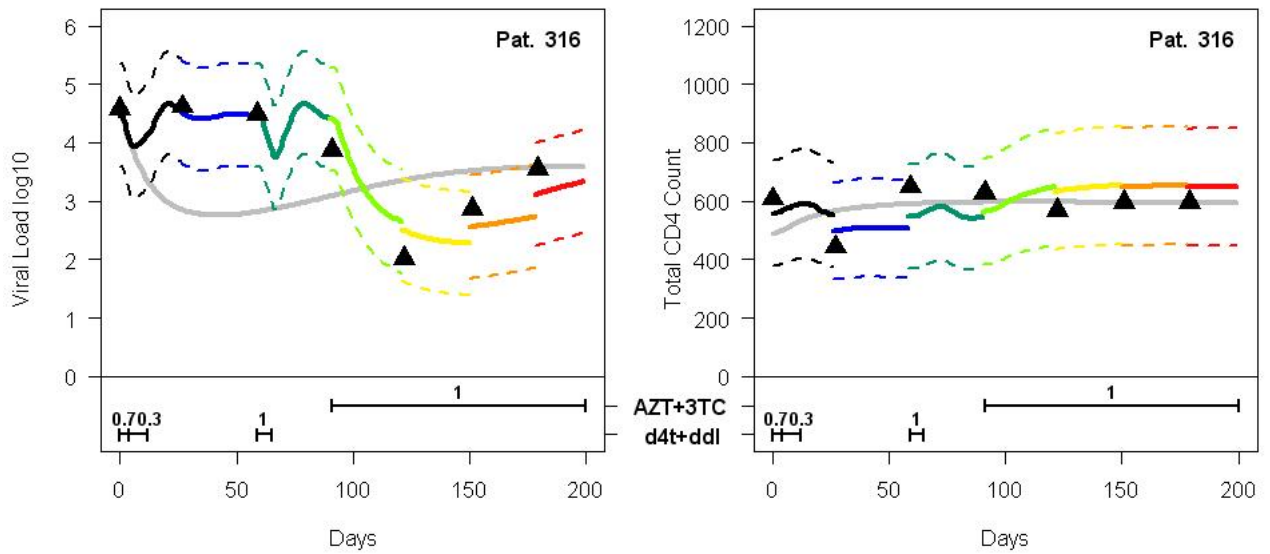 Pat. 316
Viral Load log10
6
5
4
3
2
1
0
0.70.3
1
1
0 50 100 150 200
Days
AZT+3TC
d4t+ddI
Pat. 316
Total CD4 Count
1200
1000
800
600
400
200
0
0.70.3
1
1
0 50 100 150 200
Days